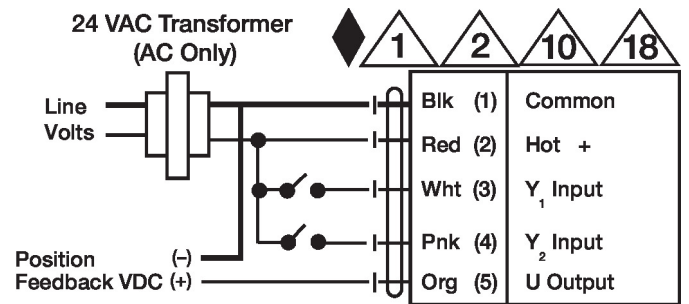 24 VAC Transformer
(AC Only)
1 2 10 18
Line
Volts
Blk (1) Common
Red (2) Hot +
Wht (3) Y1 Input
Pnk (4) Y2 Input
Org (5) U Output
Position (–)
Feedback VDC (+)